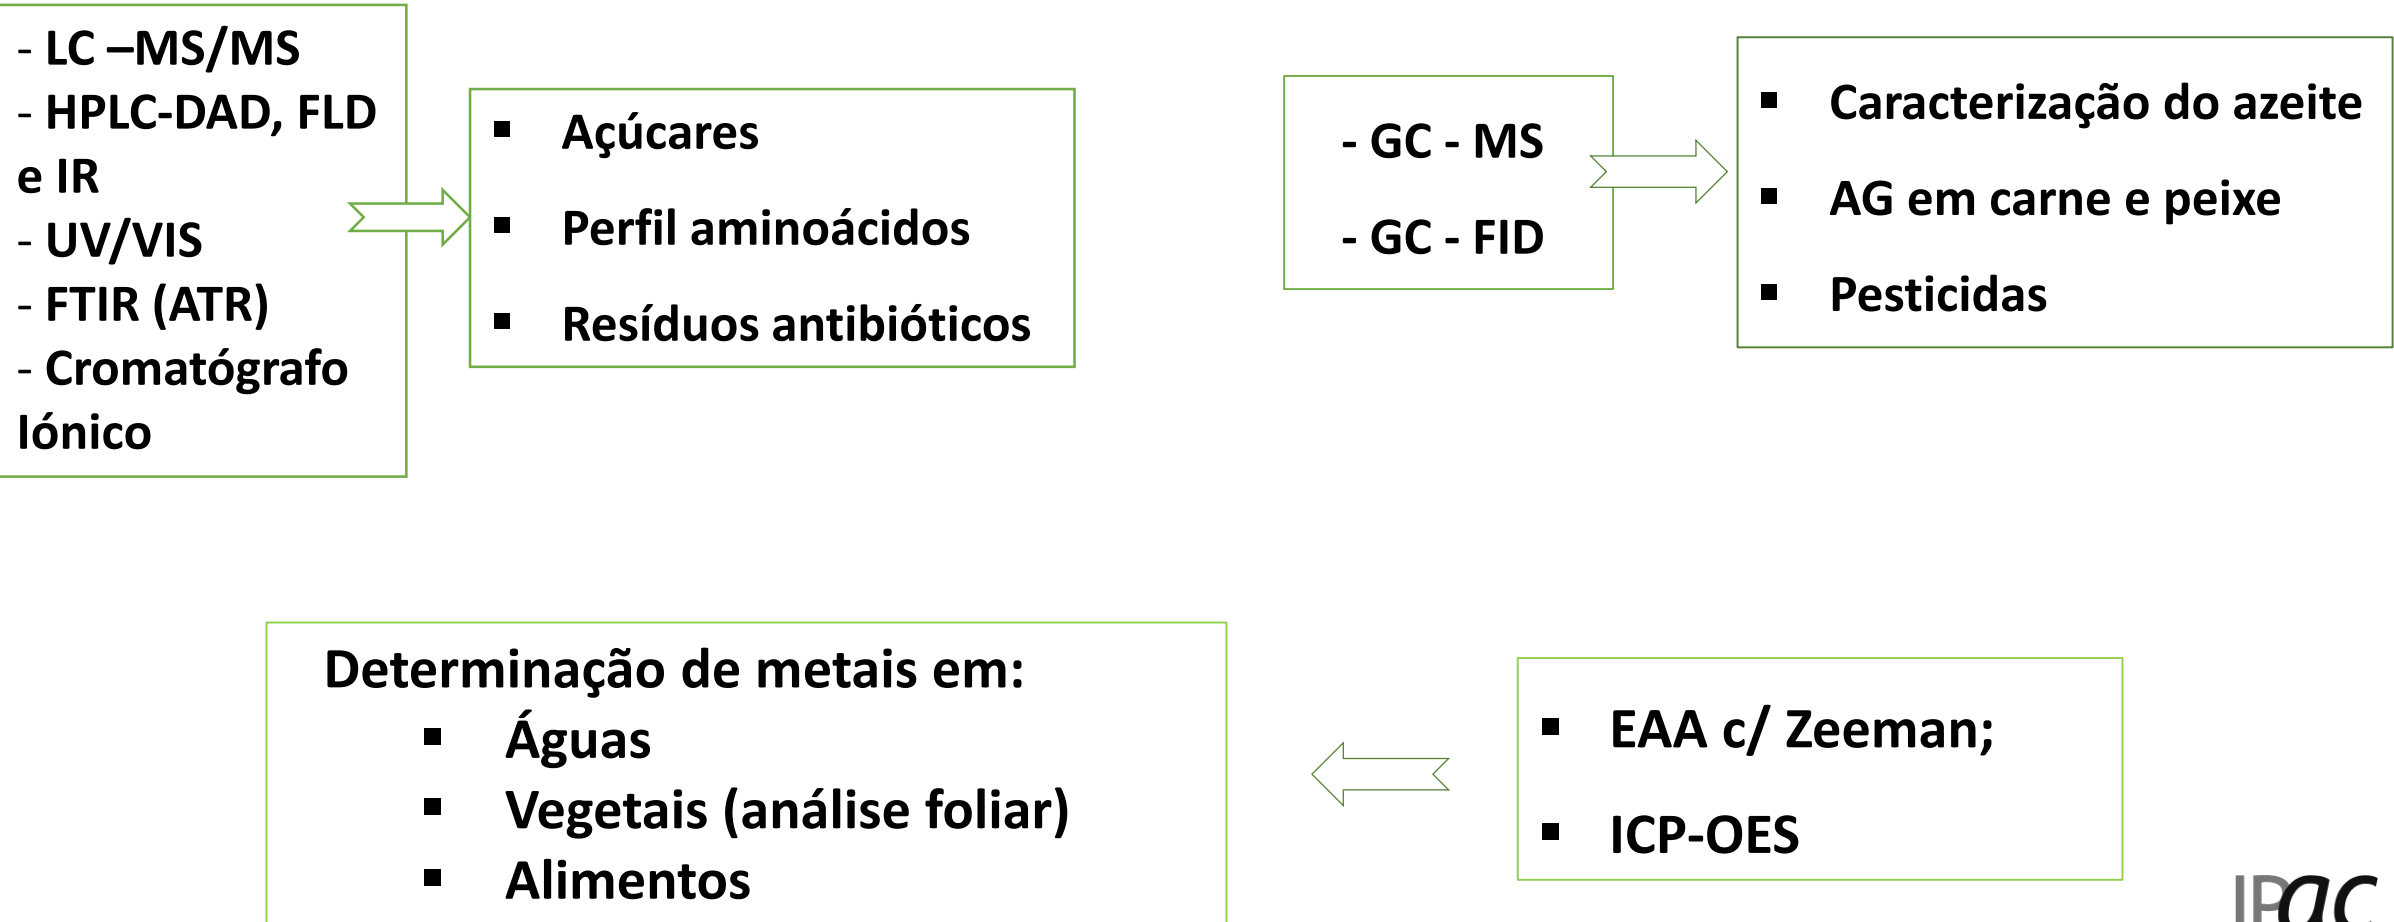 - LC –MS/MS
- HPLC-DAD, FLD
e IR
- UV/VIS
- FTIR (ATR)
- Cromatógrafo
Iónico
▪ Açúcares
▪ Perfil aminoácidos
▪ Resíduos antibióticos
- GC - MS
- GC - FID
▪ Caracterização do azeite
▪ AG em carne e peixe
▪ Pesticidas
Determinação de metais em:
▪ Águas
▪ Vegetais (análise foliar)
▪ Alimentos
▪ EAA c/ Zeeman;
▪ ICP-OES
IPac